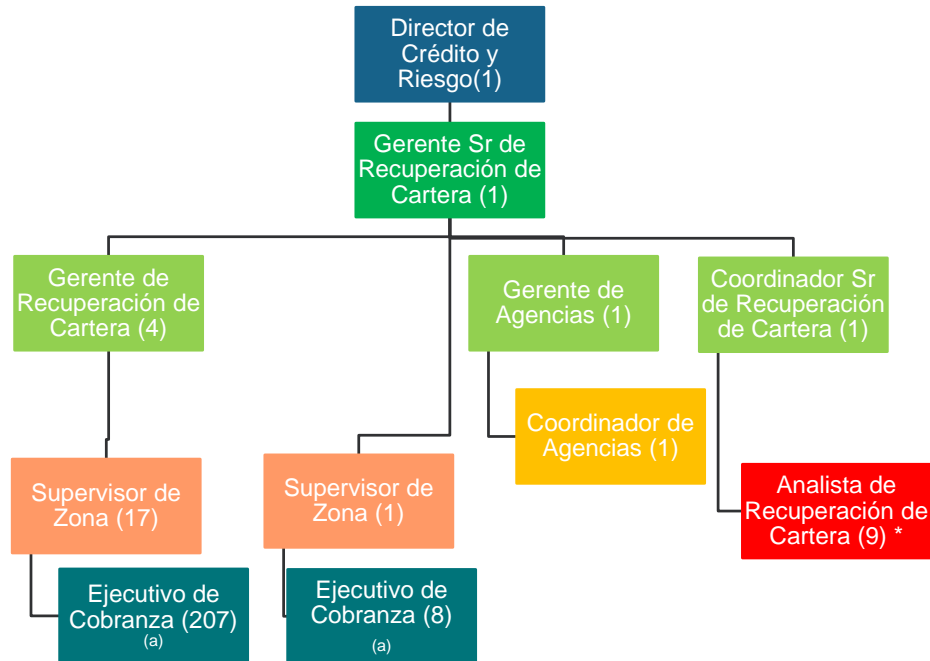 Director de
Crédito y
Riesgo(1)
Gerente Sr de
Recuperación de
Cartera (1)
Gerente de
Recuperación de
Cartera (4)
Gerente de
Agencias (1)
Coordinador Sr
de Recuperación
de Cartera (1)
Coordinador de
Agencias (1)
Supervisor de
Zona (17)
Supervisor de
Zona (1)
Analista de
Recuperación de
Cartera (9) *
Ejecutivo de
Cobranza (207)
(a)
Ejecutivo de
Cobranza (8)
(a)